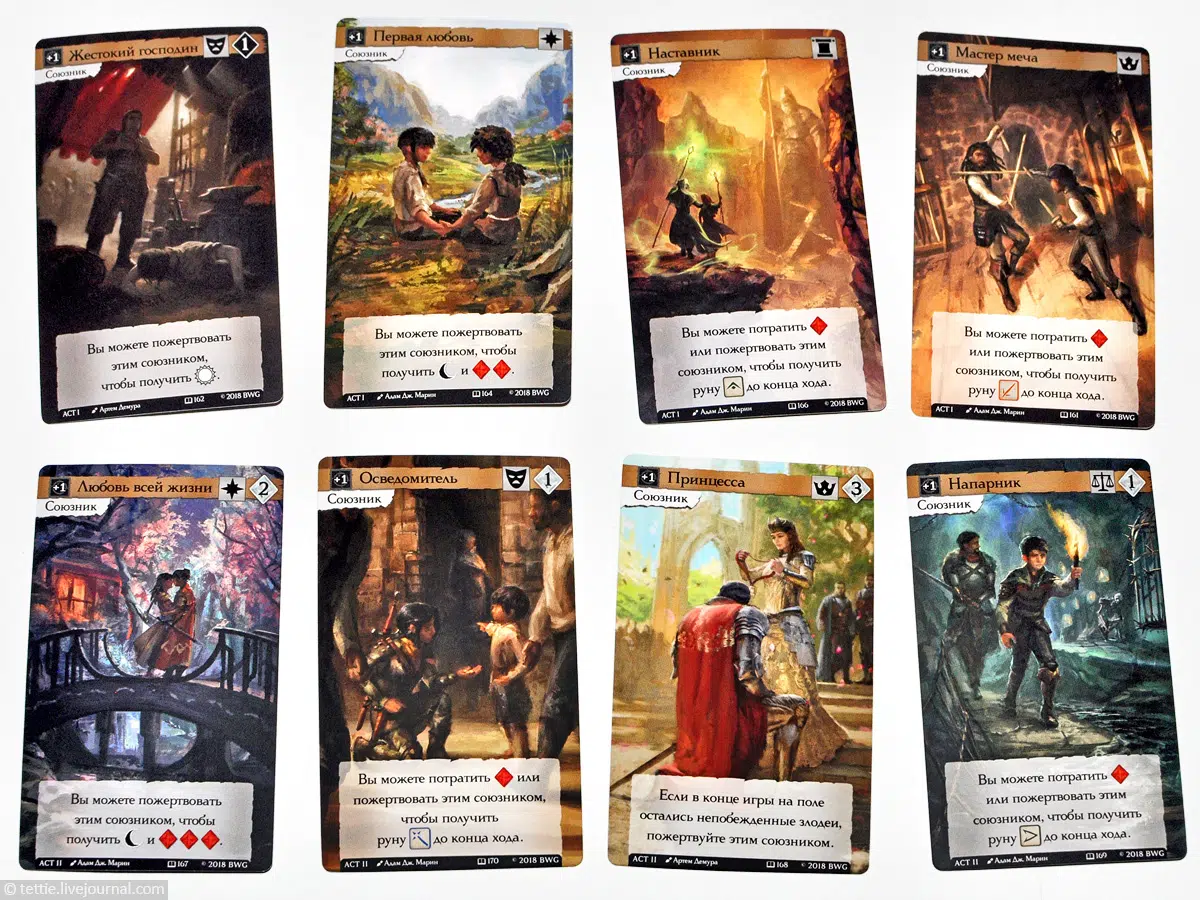 +1 Жестокий господин 1
Союзник
Вы можете пожертвовать
этим союзником,
чтобы получить
ACT I Артем Демура 162 © 2018 BWG
+1 Первая любовь
Союзник
Вы можете пожертвовать
этим союзником, чтобы
получить и .
ACT I Адам Дж. Марин 164 © 2018 BWG
+1 Наставник
Союзник
Вы можете потратить
или пожертвовать этим
союзником, чтобы получить
руну до конца хода.
ACT I Адам Дж. Марин 166 © 2018 BWG
+1 Мастер меча
Союзник
Вы можете потратить
или пожертвовать этим
союзником, чтобы получить
руну до конца хода.
ACT I Адам Дж. Марин 161 © 2018 BWG
+1 Любовь всей жизни 2
Союзник
Вы можете пожертвовать
этим союзником, чтобы
получить и .
ACT II Адам Дж. Марин 167 © 2018 BWG
+1 Осведомитель 1
Союзник
Вы можете потратить или
пожертвовать этим союзником,
чтобы получить
руну до конца хода.
ACT II Адам Дж. Марин 170 © 2018 BWG
+1 Принцесса 3
Союзник
Если в конце игры на поле
остались непобежденные злодеи,
пожертвуйте этим союзником.
ACT II Артем Демура 168 © 2018 BWG
+1 Напарник 1
Союзник
Вы можете потратить
или пожертвовать этим
союзником, чтобы получить
руну до конца хода.
ACT II Адам Дж. Марин 169 © 2018 BWG
© tettie.livejournal.com